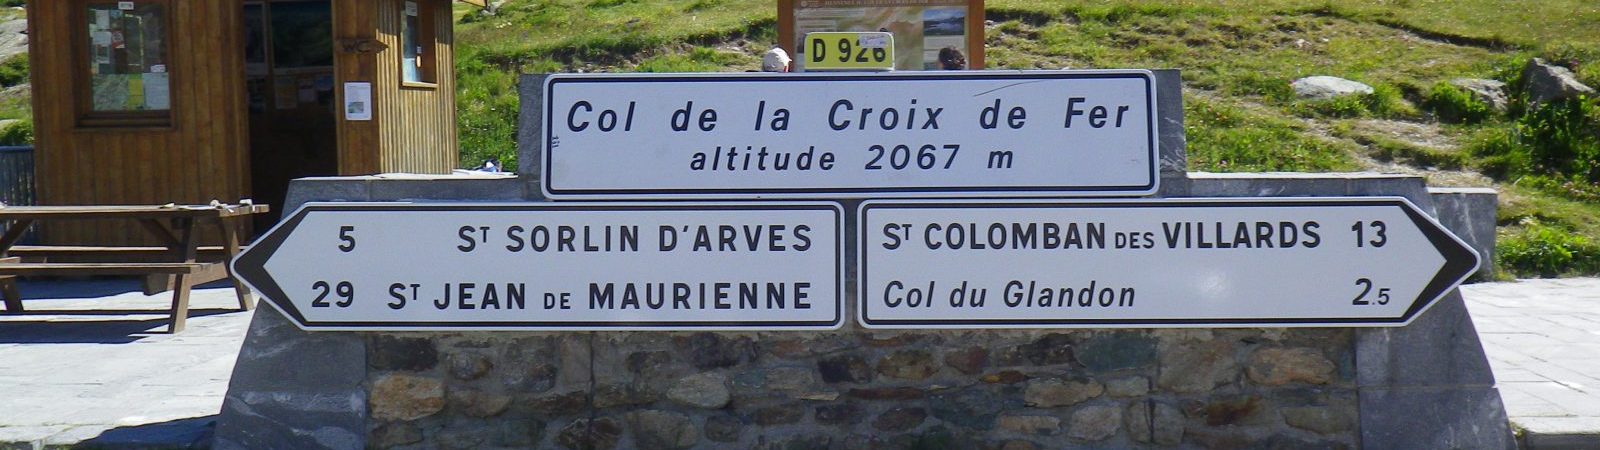 WC
D 926
Col de la Croix de Fer
altitude 2067 m
5 ST SORLIN D'ARVES
29 ST JEAN DE MAURIENNE
ST COLOMBAN DES VILLARDS 13
Col du Glandon 2.5